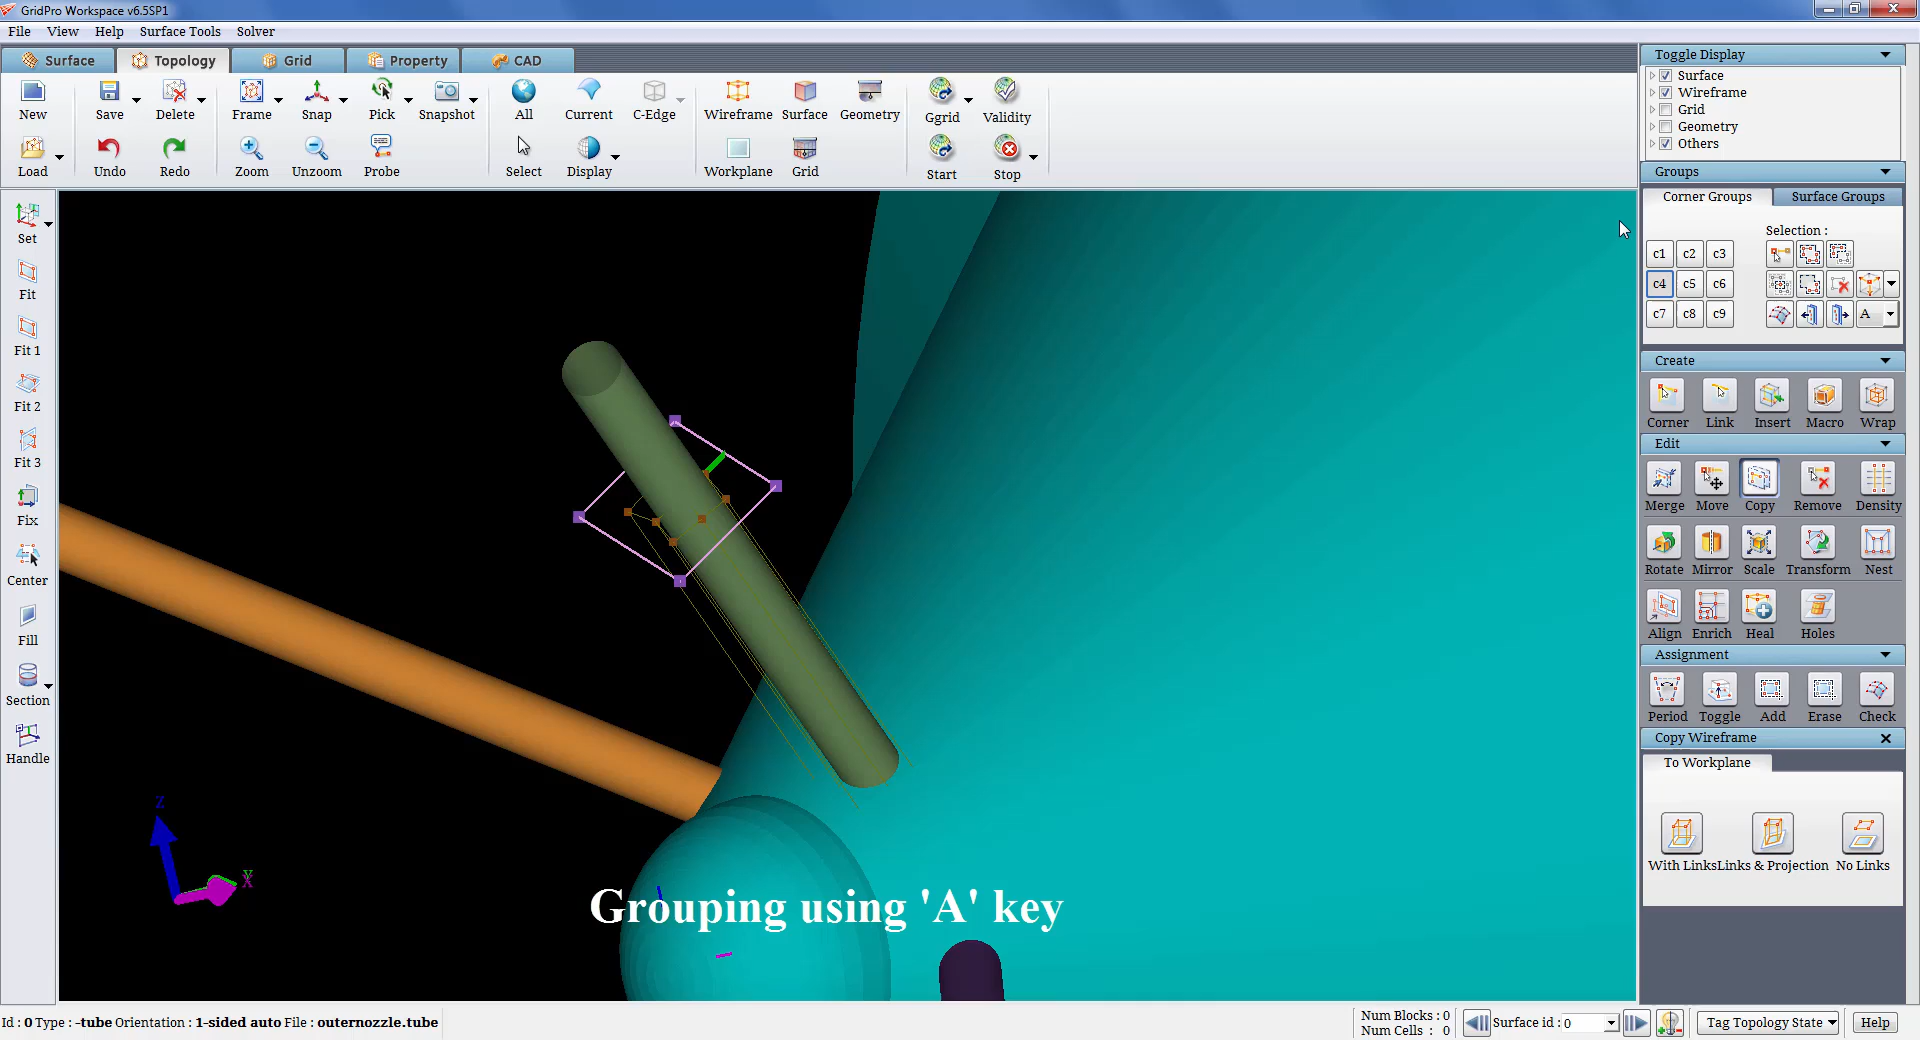 GridPro Workspace v6.5SP1
File View Help Surface Tools Solver
Surface Topology Grid Property CAD
New Save Delete Frame Snap Pick Snapshot All Current C-Edge Wireframe Surface Geometry Ggrid Validity
Load Undo Redo Zoom Unzoom Probe Select Display Workplane Grid Start Stop
Set
Fit
Fit 1
Fit 2
Fit 3
Fix
Center
Fill
Section
Handle
Z
Y
X
Grouping using 'A' key
Toggle Display
Surface
Wireframe
Grid
Geometry
Others
Groups
Corner Groups Surface Groups
Selection :
c1 c2 c3
c4 c5 c6
c7 c8 c9 A
Create
Corner Link Insert Macro Wrap
Edit
Merge Move Copy Remove Density
Rotate Mirror Scale Transform Nest
Align Enrich Heal Holes
Assignment
Period Toggle Add Erase Check
Copy Wireframe
To Workplane
With Links Links & Projection No Links
Id : 0 Type : -tube Orientation : 1-sided auto File : outernozzle.tube
Num Blocks : 0
Num Cells : 0
Surface id : 0
Tag Topology State
Help